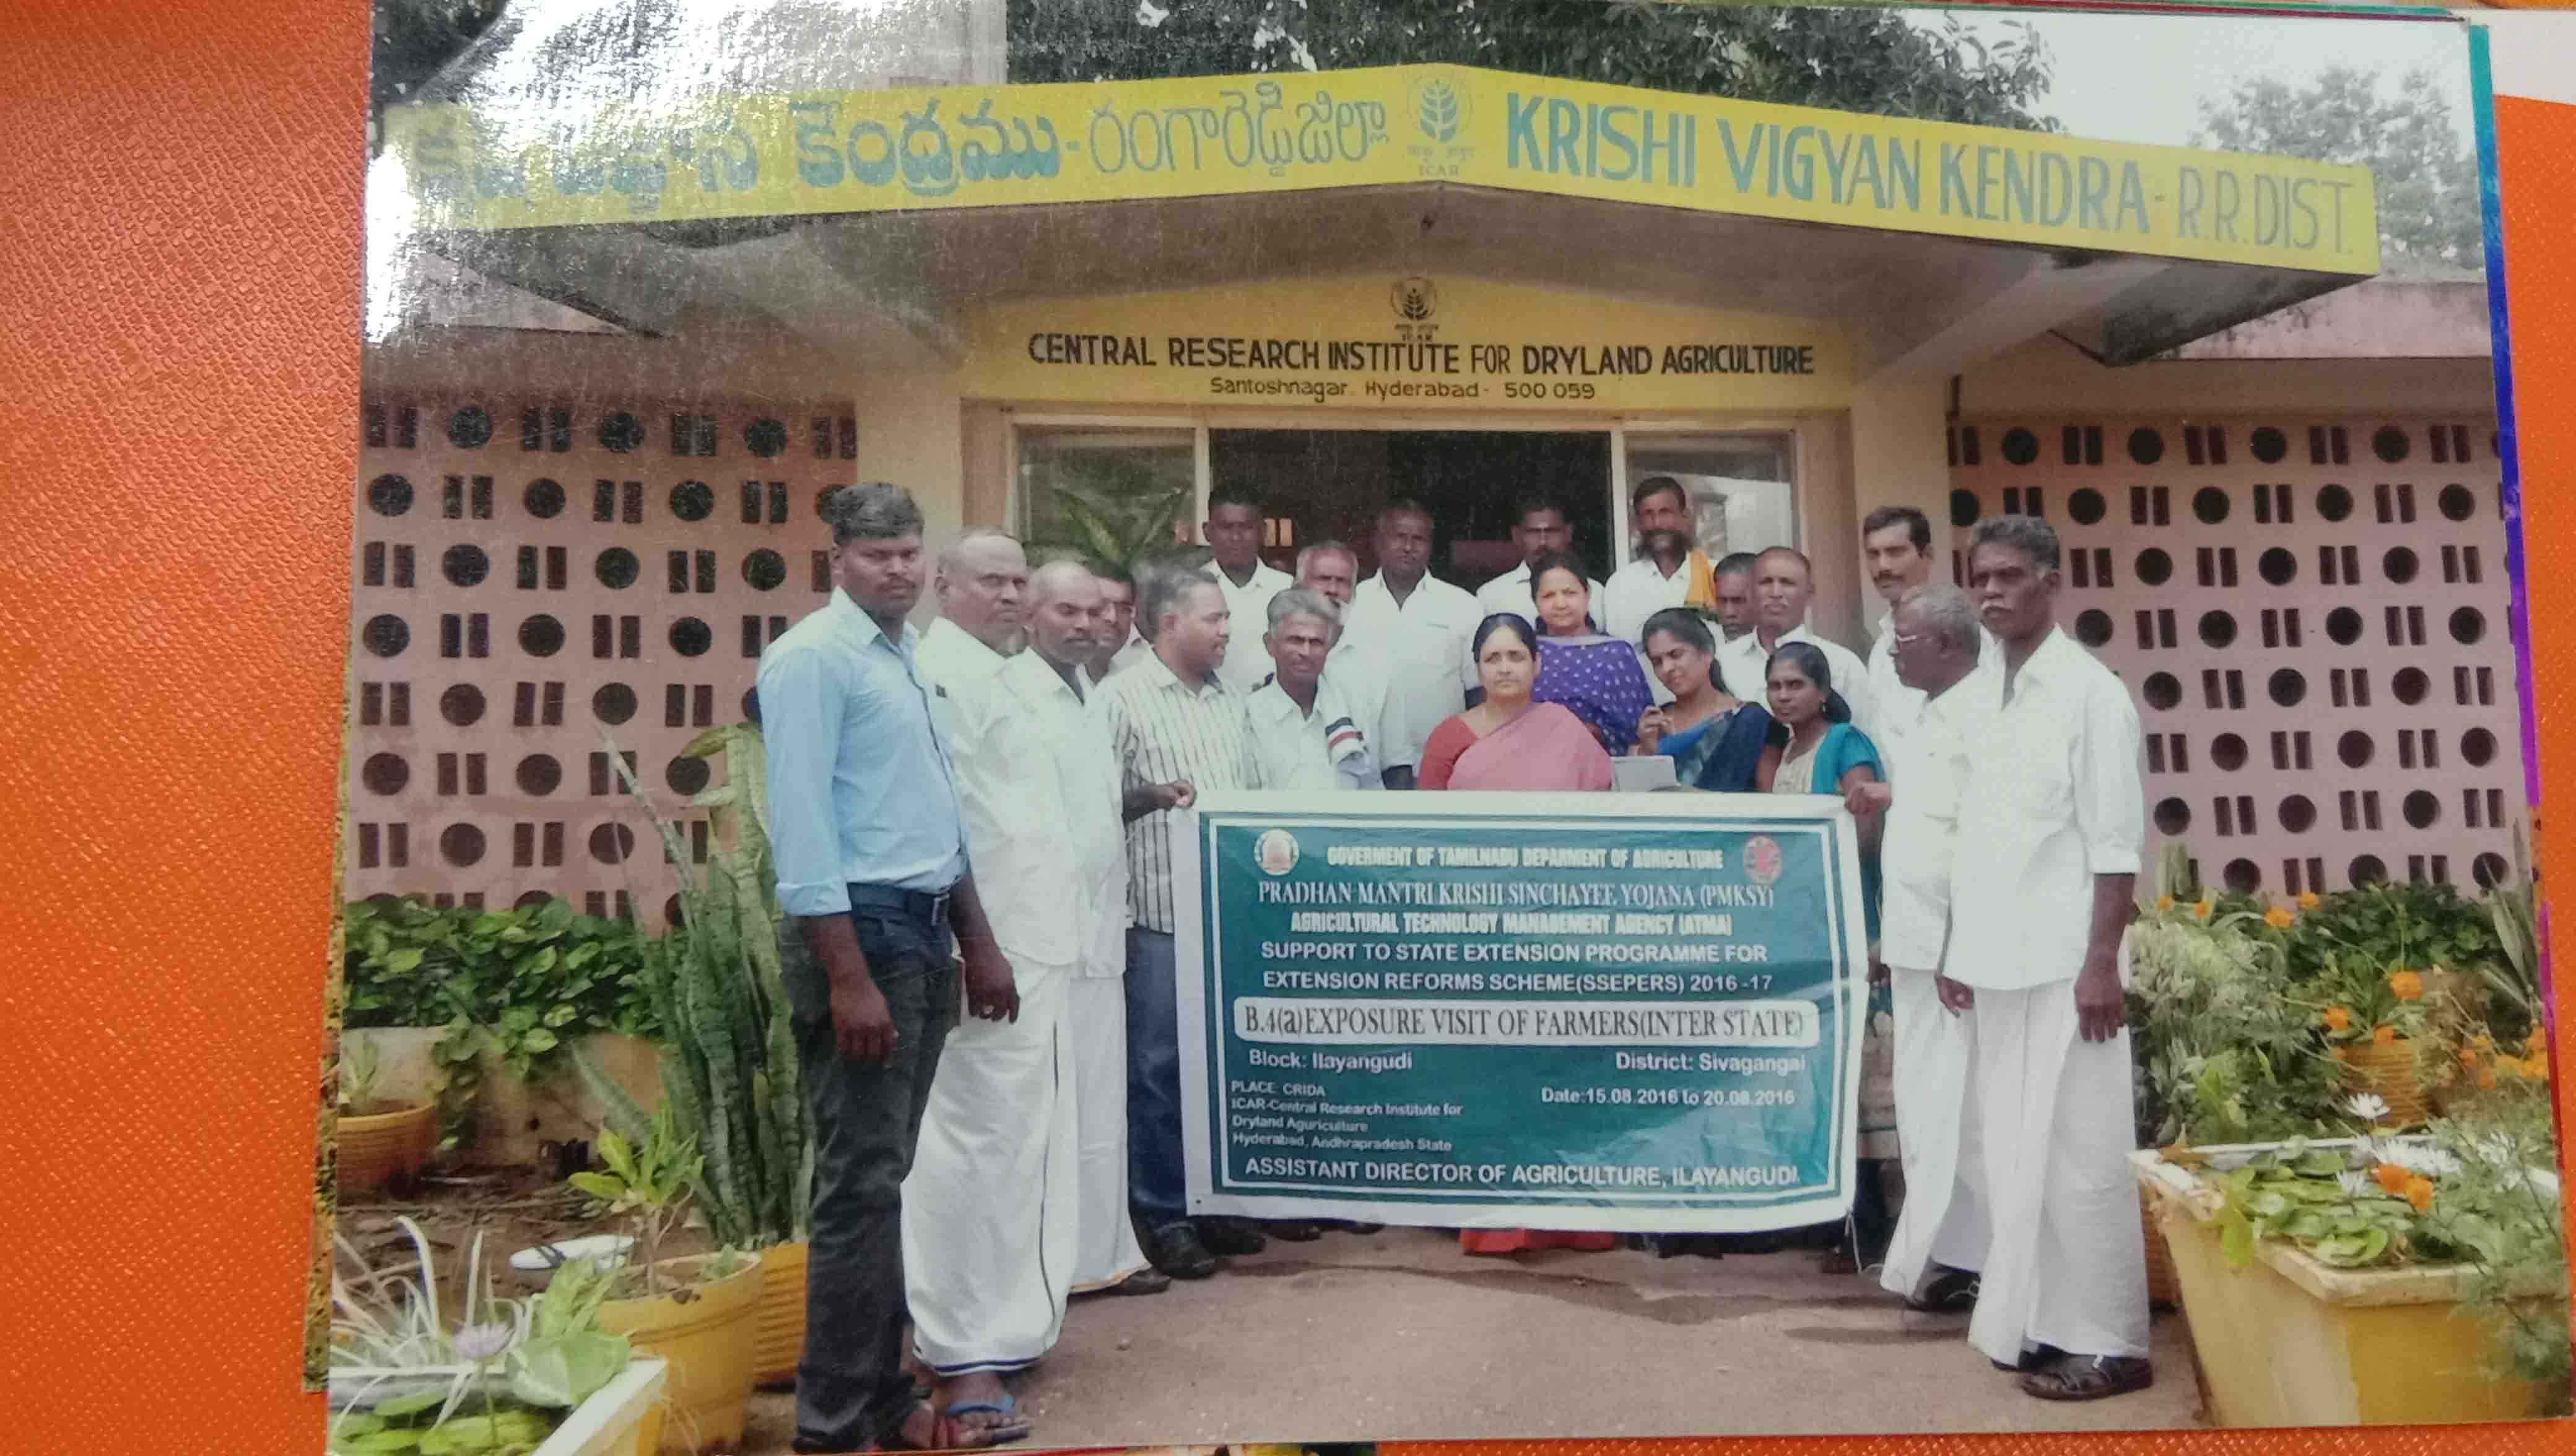 కృషి విజ్ఞాన కేంద్రము - రంగారెడ్డి జిల్లా
ICAR
KRISHI VIGYAN KENDRA - R.R. DIST.
ICAR
CENTRAL RESEARCH INSTITUTE FOR DRYLAND AGRICULTURE
Santoshnagar Hyderabad - 500 059
GOVERMENT OF TAMILNADU DEPARMENT OF AGRICULTURE
PRADHAN MANTRI KRISHI SINCHAYEE YOJANA (PMKSY)
AGRICULTURAL TECHNOLOGY MANAGEMENT AGENCY (ATMA)
SUPPORT TO STATE EXTENSION PROGRAMME FOR
EXTENSION REFORMS SCHEME(SSEPERS) 2016 -17
B.4(a)EXPOSURE VISIT OF FARMERS(INTER STATE)
Block: Ilayangudi District: Sivagangai
PLACE: CRIDA Date:15.08.2016 to 20.08.2016
ICAR-Central Research Institute for
Dryland Aguriculture
Hyderabad, Andhrapradesh State
ASSISTANT DIRECTOR OF AGRICULTURE, ILAYANGUDI.